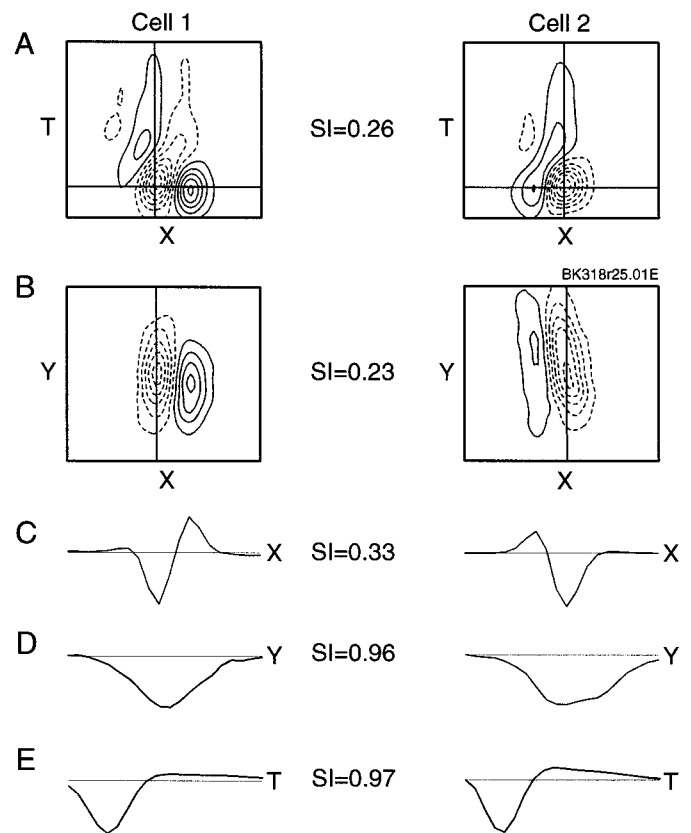 Cell 1 Cell 2
A
T SI=0.26 T
X X
BK318r25.01E
B
Y SI=0.23 Y
X X
C
X SI=0.33 X
D
Y SI=0.96 Y
E
T SI=0.97 T